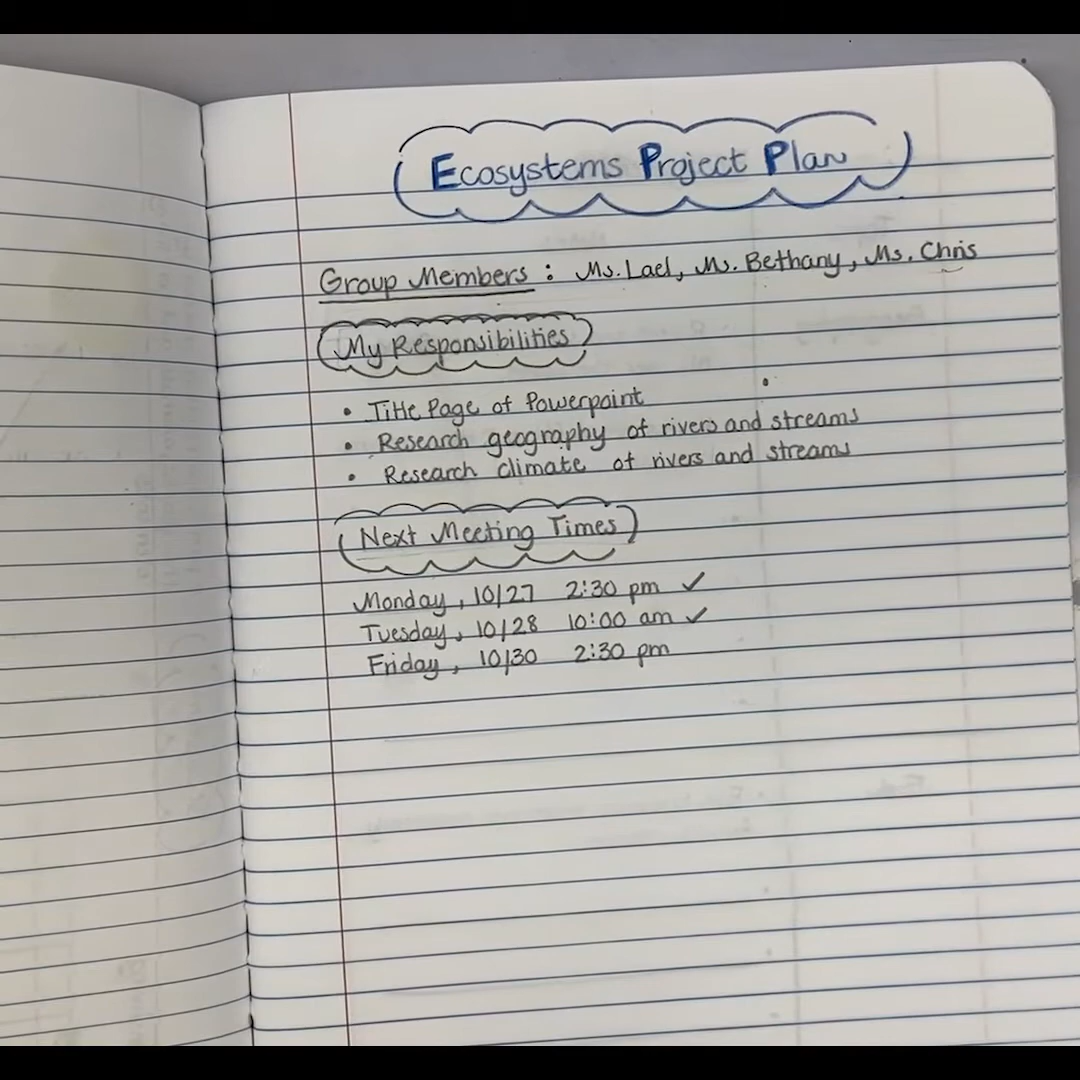 Ecosystems Project Plan
Group Members: Ms. Lael, Ms. Bethany, Ms. Chris
My Responsibilities
• Title Page of Powerpoint
• Research geography of rivers and streams
• Research climate of rivers and streams
Next Meeting Times
Monday, 10/27 2:30 pm ✓
Tuesday, 10/28 10:00 am ✓
Friday, 10/30 2:30 pm